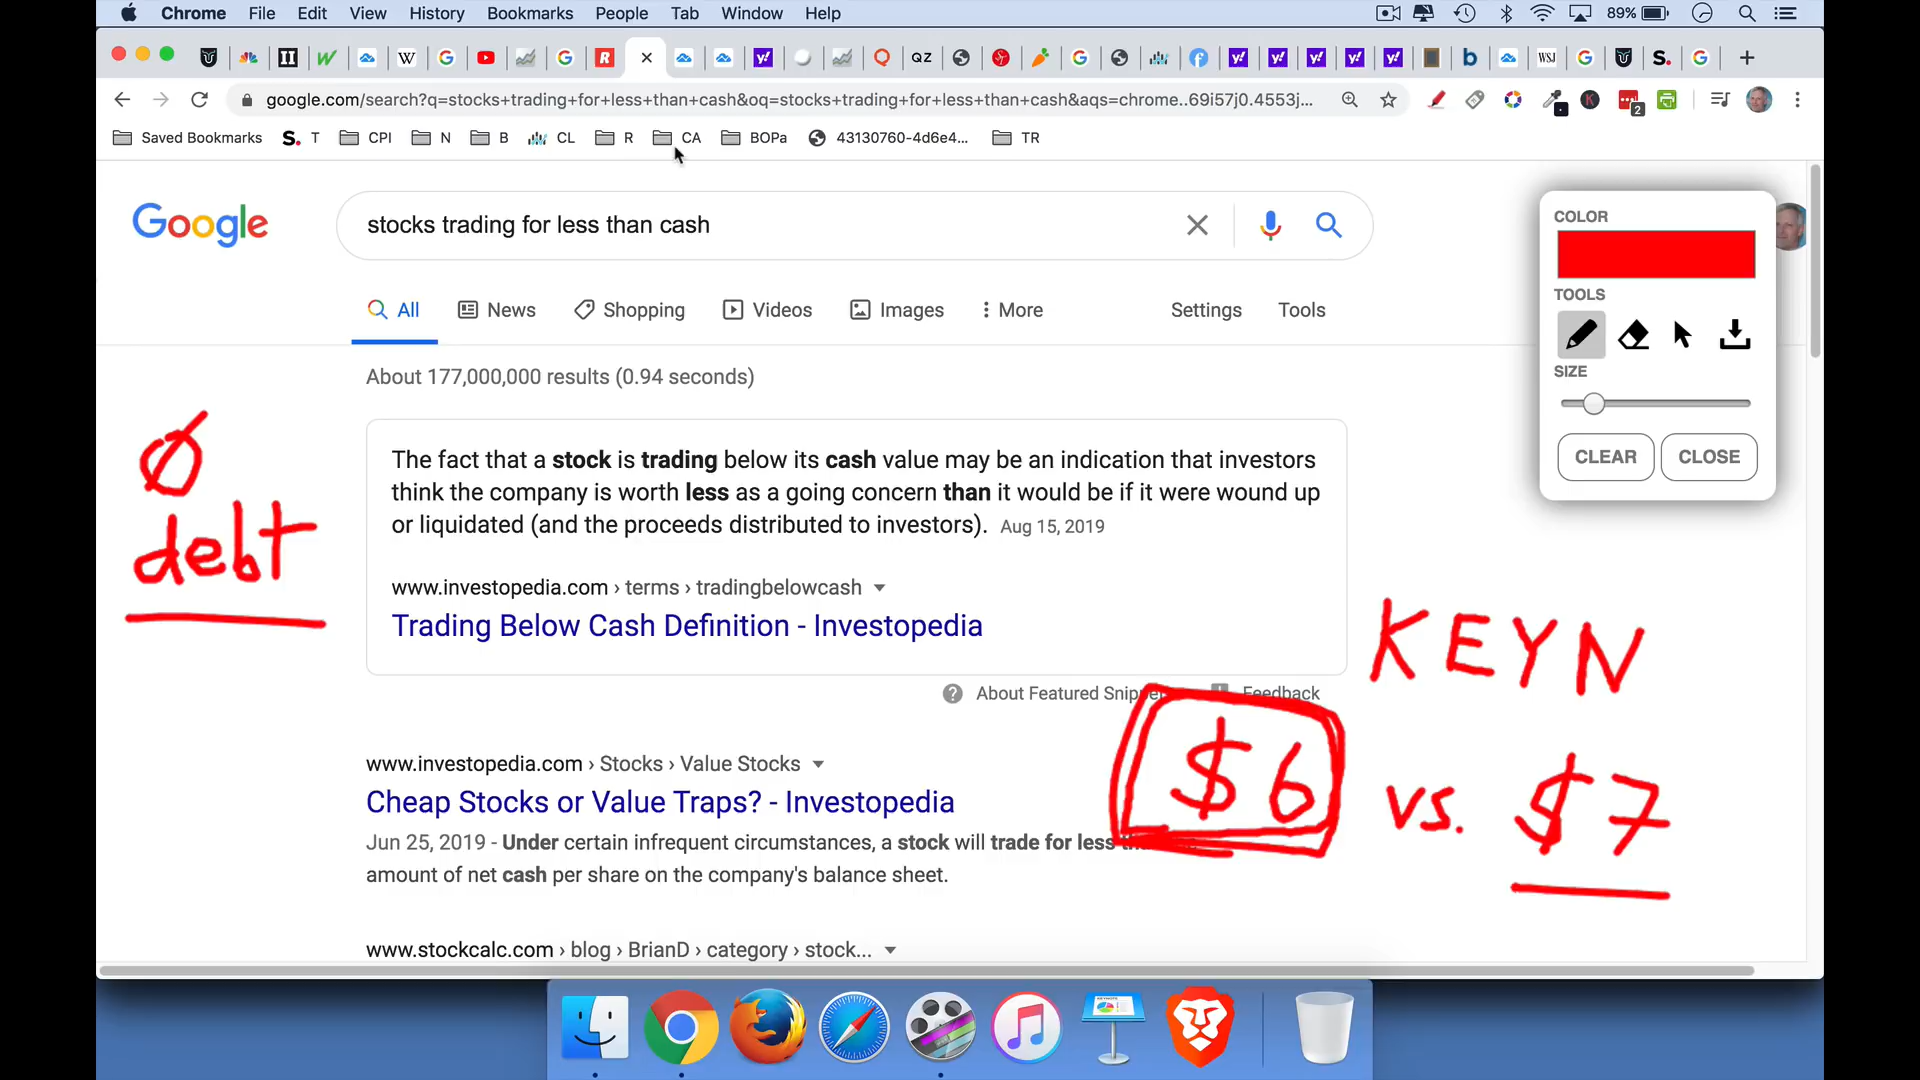 Chrome File Edit View History Bookmarks People Tab Window Help 89%
W QZ WSJ S.
google.com/search?q=stocks+trading+for+less+than+cash&oq=stocks+trading+for+less+than+cash&aqs=chrome..69i57j0.4553j... 2
Saved Bookmarks S. T CPI N B CL R CA BOPa 43130760-4d6e4... TR
Google
stocks trading for less than cash
All News Shopping Videos Images More Settings Tools
About 177,000,000 results (0.94 seconds)
COLOR
TOOLS
SIZE
CLEAR CLOSE
Ø
debt
The fact that a stock is trading below its cash value may be an indication that investors
think the company is worth less as a going concern than it would be if it were wound up
or liquidated (and the proceeds distributed to investors). Aug 15, 2019
www.investopedia.com › terms › tradingbelowcash
Trading Below Cash Definition - Investopedia
About Featured Snippets Feedback
KEYN
$6 vs. $7
www.investopedia.com › Stocks › Value Stocks
Cheap Stocks or Value Traps? - Investopedia
Jun 25, 2019 - Under certain infrequent circumstances, a stock will trade for less
amount of net cash per share on the company's balance sheet.
www.stockcalc.com › blog › BrianD › category › stock...